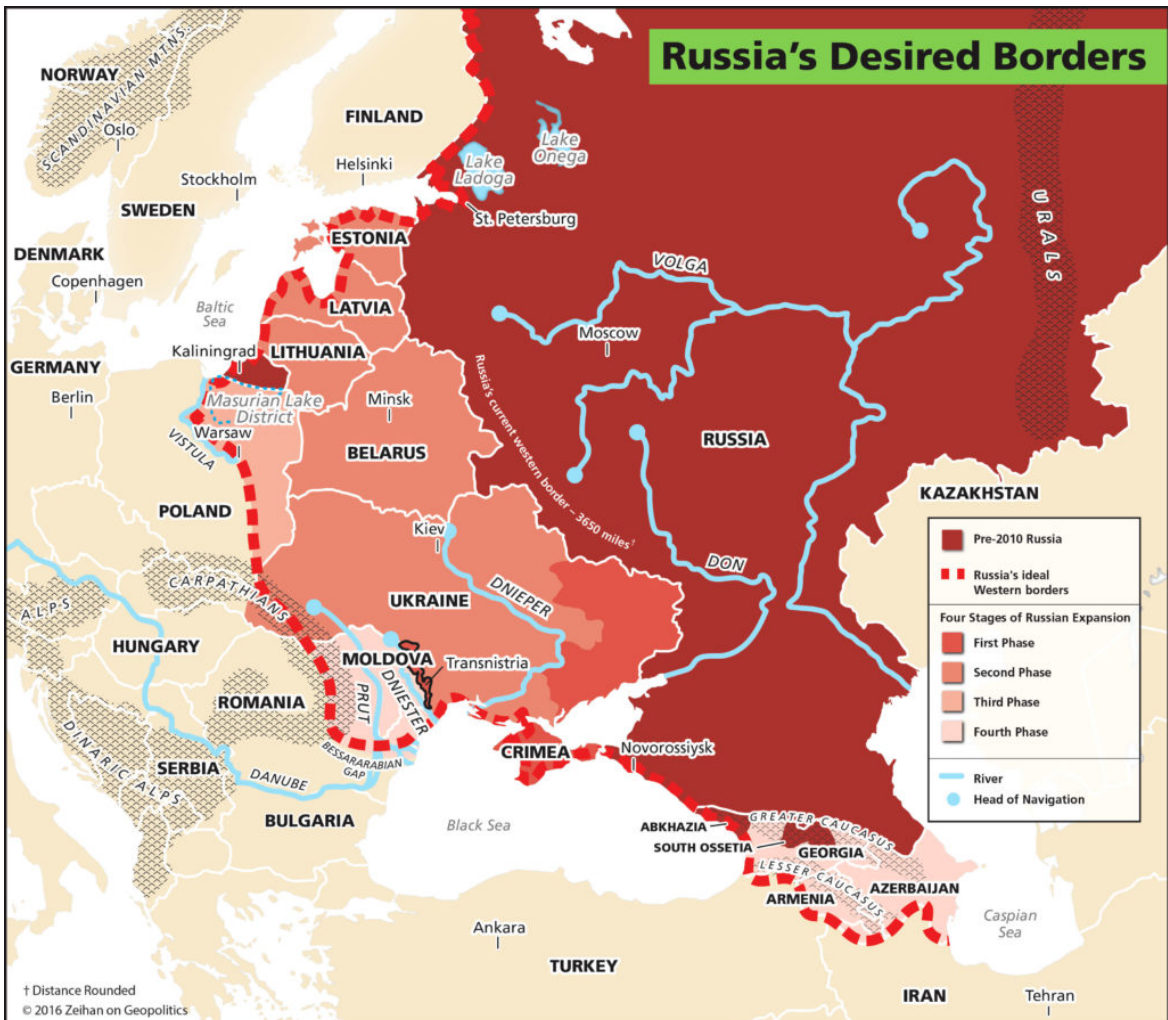 Russia's Desired Borders
NORWAY
SCANDINAVIAN MTNS
Oslo
FINLAND
Helsinki
Stockholm
SWEDEN
Lake
Onega
Lake
Ladoga
St. Petersburg
ESTONIA
DENMARK
Copenhagen
Baltic
Sea
LATVIA
VOLGA
URALS
Moscow
Kaliningrad
LITHUANIA
GERMANY
Berlin
Masurian Lake
District
Minsk
Warsaw
VISTULA
BELARUS
Russia's current western border – 3650 miles†
RUSSIA
POLAND
KAZAKHSTAN
Kiev
DON
CARPATHIANS
DNIEPER
ALPS
UKRAINE
HUNGARY
MOLDOVA
Transnistria
DNIESTER
PRUT
ROMANIA
DINARIC ALPS
BESSARARABIAN
GAP
CRIMEA
Novorossiysk
SERBIA
DANUBE
BULGARIA
Black Sea
ABKHAZIA
GREATER CAUCASUS
SOUTH OSSETIA
GEORGIA
LESSER CAUCASUS
AZERBAIJAN
ARMENIA
Caspian
Sea
Ankara
TURKEY
IRAN
Tehran
Pre-2010 Russia
Russia's ideal
Western borders
Four Stages of Russian Expansion
First Phase
Second Phase
Third Phase
Fourth Phase
River
Head of Navigation
† Distance Rounded
© 2016 Zeihan on Geopolitics